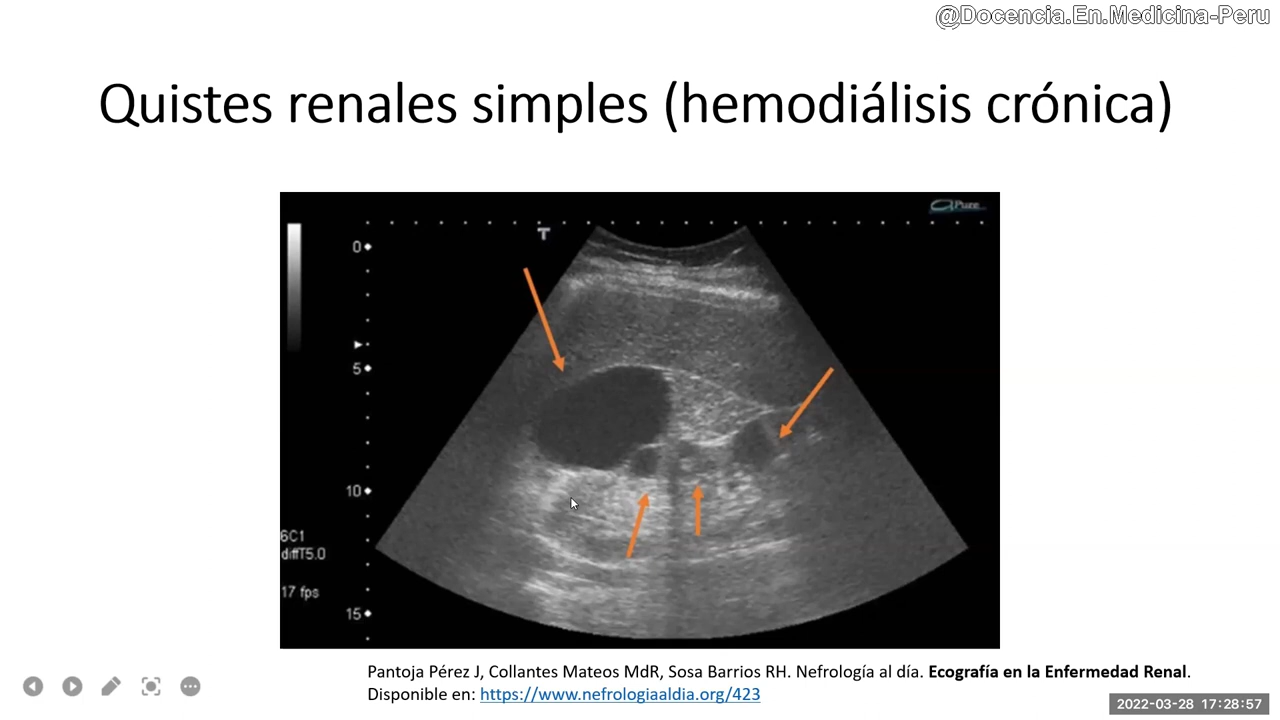 @Docencia.En.Medicina-Peru
Quistes renales simples (hemodiálisis crónica)
Pure
T
0
5
10
6C1
diffT5.0
17 fps
15
Pantoja Pérez J, Collantes Mateos MdR, Sosa Barrios RH. Nefrología al día. Ecografía en la Enfermedad Renal.
Disponible en: https://www.nefrologiaaldia.org/423
2022-03-28 17:28:57